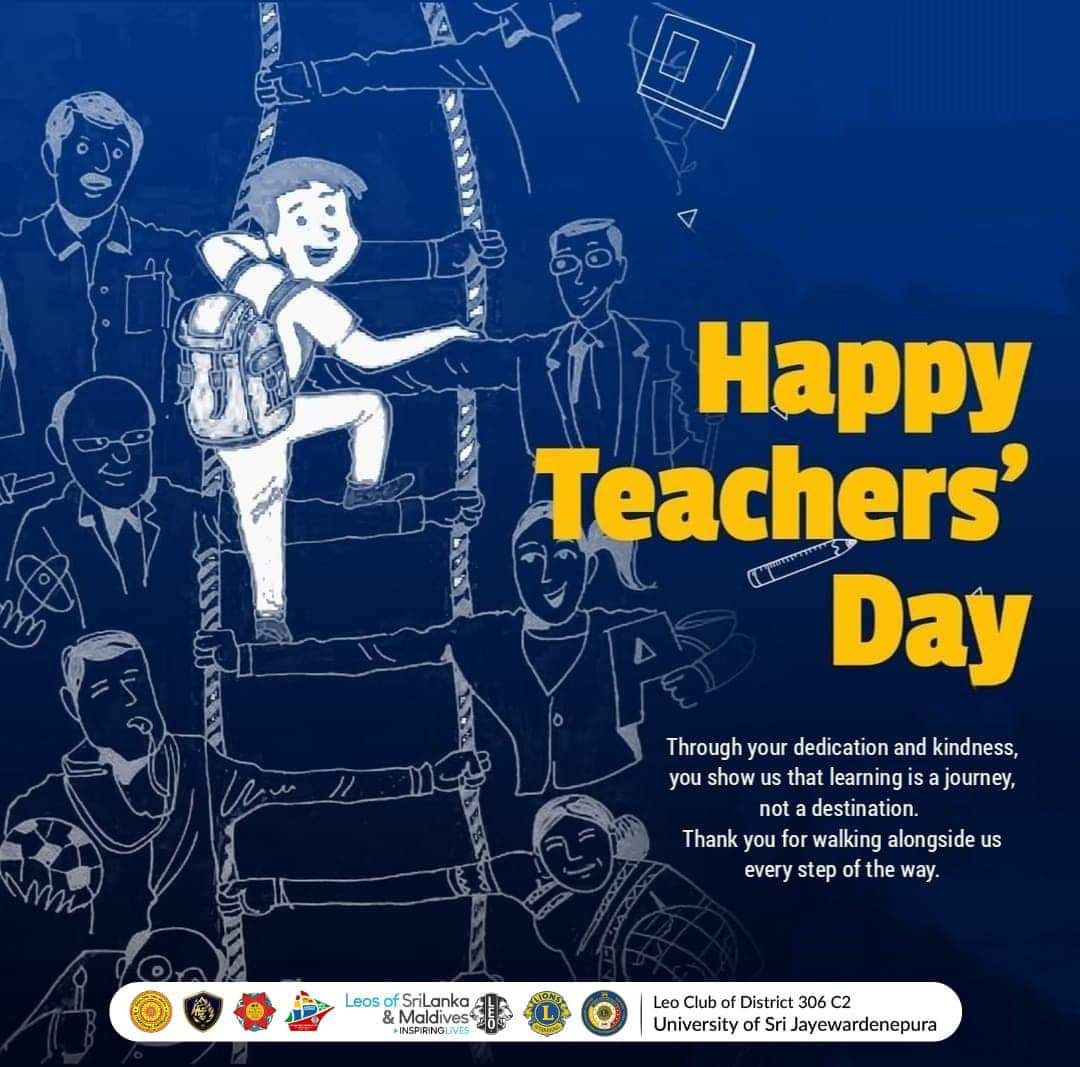 Happy
Teachers’
Day
A
Through your dedication and kindness,
you show us that learning is a journey,
not a destination.
Thank you for walking alongside us
every step of the way.
Leos of SriLanka
& Maldives
INSPIRING LIVES
LEO
LIONS
L
INTERNATIONAL
Leo Club of District 306 C2
University of Sri Jayewardenepura